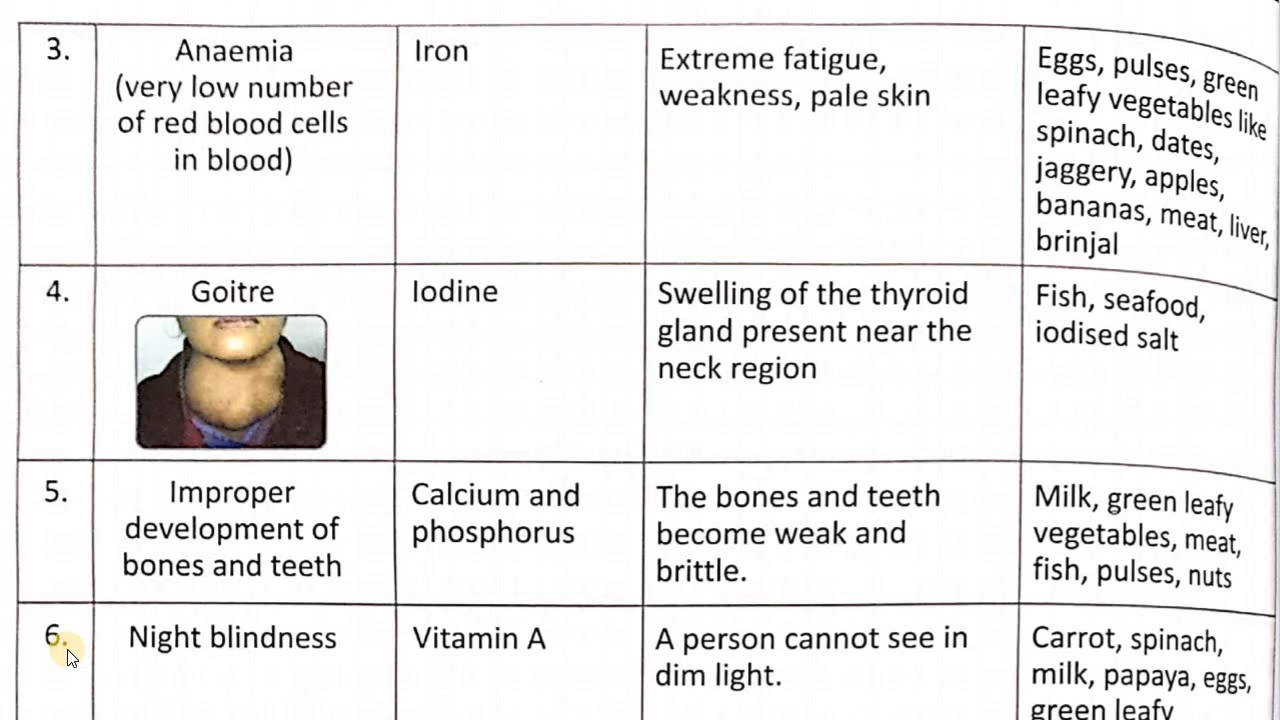 3.
Anaemia
(very low number
of red blood cells
in blood)
Iron
Extreme fatigue,
weakness, pale skin
Eggs, pulses, green
leafy vegetables like
spinach, dates,
jaggery, apples,
bananas, meat, liver,
brinjal
4.
Goitre
Iodine
Swelling of the thyroid
gland present near the
neck region
Fish, seafood,
iodised salt
5.
Improper
development of
bones and teeth
Calcium and
phosphorus
The bones and teeth
become weak and
brittle.
Milk, green leafy
vegetables, meat,
fish, pulses, nuts
6.
Night blindness
Vitamin A
A person cannot see in
dim light.
Carrot, spinach,
milk, papaya, eggs,
green leafy